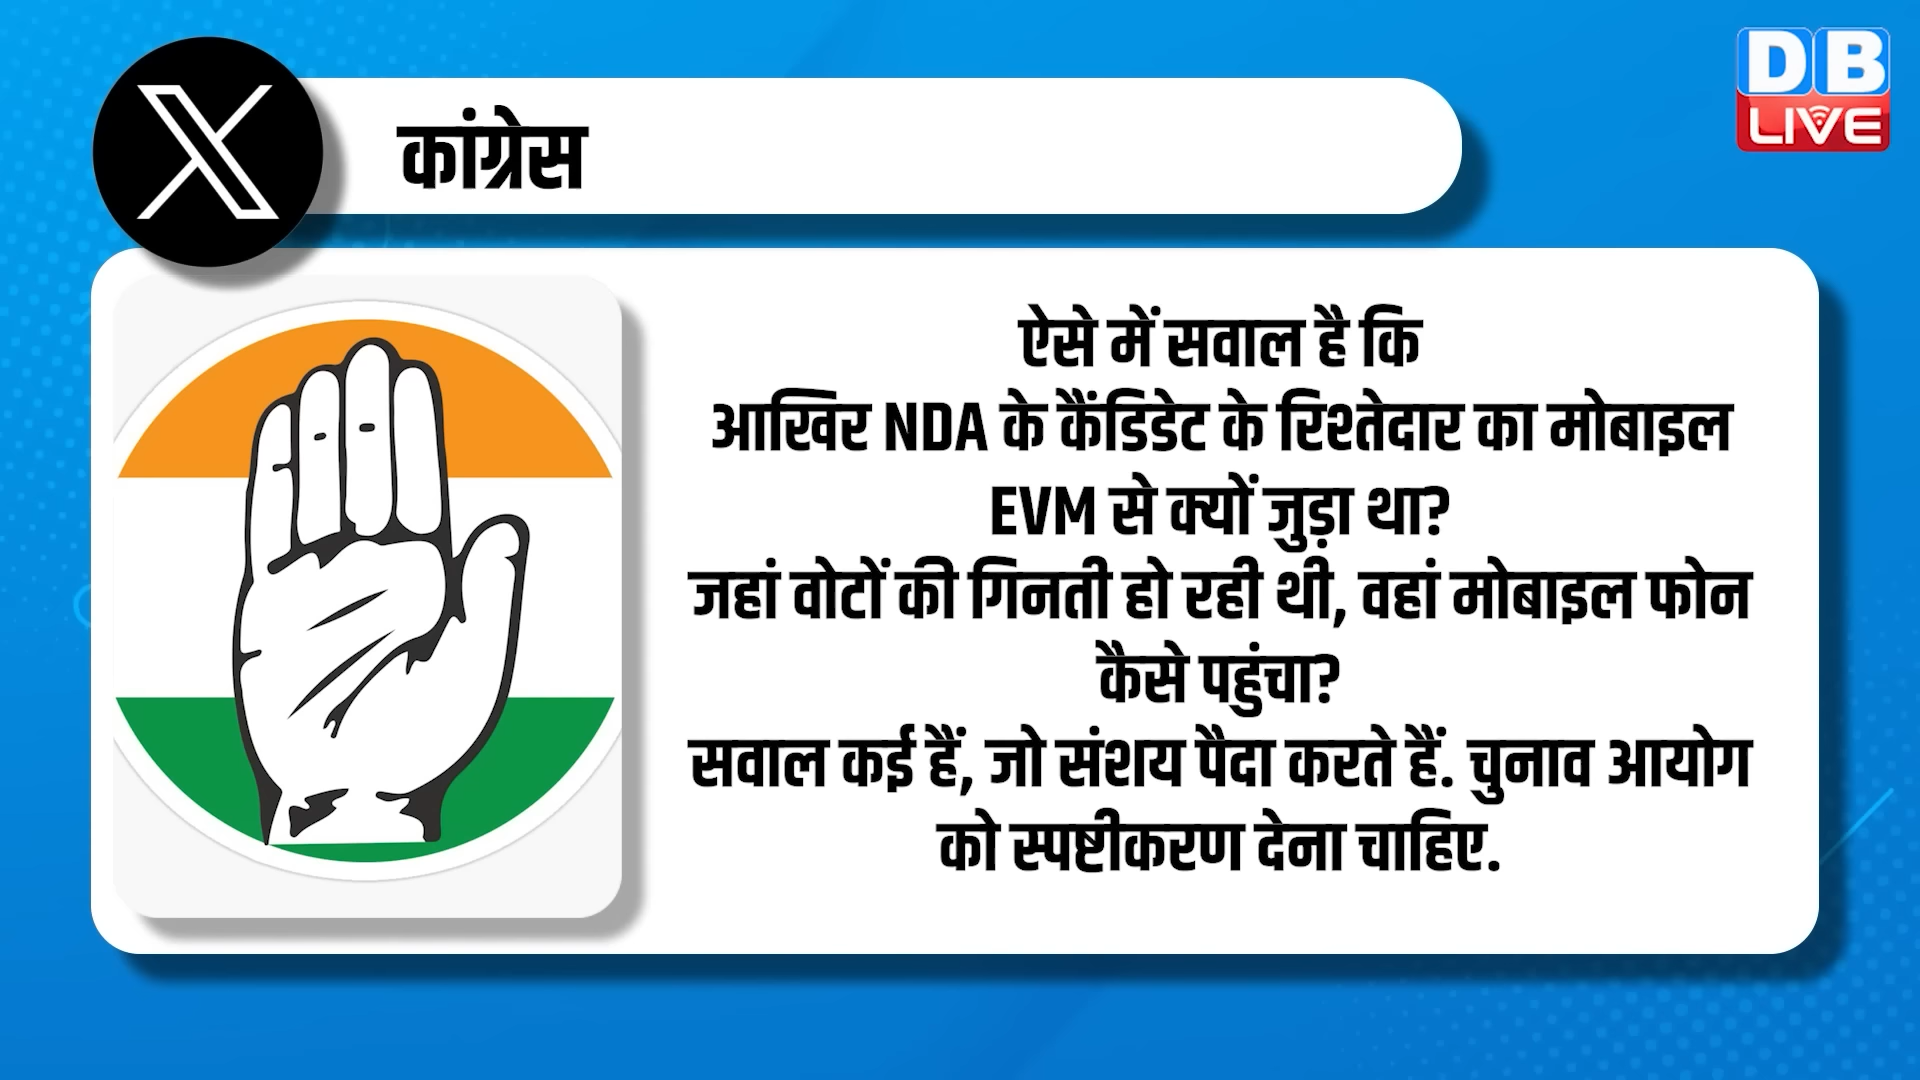 DB
LIVE
कांग्रेस
ऐसे में सवाल है कि
आखिर NDA के कैंडिडेट के रिश्तेदार का मोबाइल
EVM से क्यों जुड़ा था?
जहां वोटों की गिनती हो रही थी, वहां मोबाइल फोन
कैसे पहुंचा?
सवाल कई हैं, जो संशय पैदा करते हैं. चुनाव आयोग
को स्पष्टीकरण देना चाहिए.